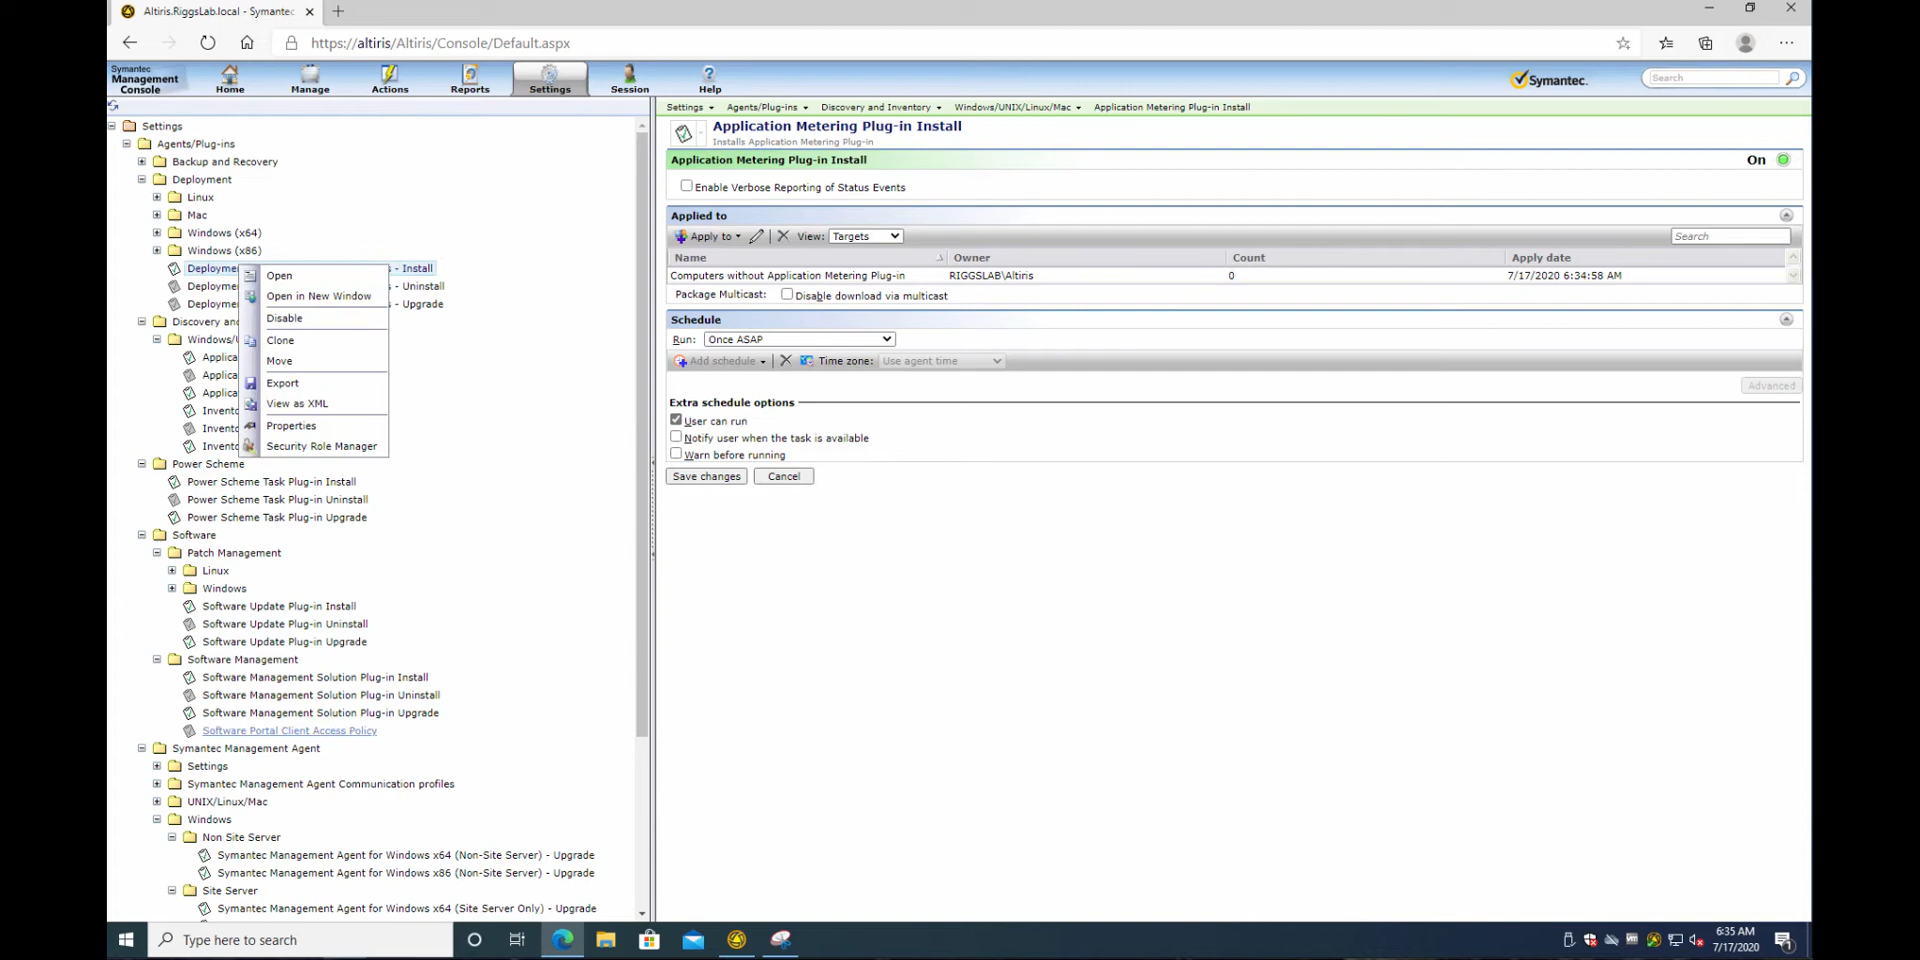 Altiris.RiggsLab.local - Symantec
https://altiris/Altiris/Console/Default.aspx
Symantec
Management
Console
Home
Manage
Actions
Reports
Settings
Session
Help
Symantec.
Search
Settings
Agents/Plug-ins
Backup and Recovery
Deployment
Linux
Mac
Windows (x64)
Windows (x86)
- Install
- Uninstall
- Upgrade
Power Scheme
Power Scheme Task Plug-in Install
Power Scheme Task Plug-in Uninstall
Power Scheme Task Plug-in Upgrade
Software
Patch Management
Linux
Windows
Software Update Plug-in Install
Software Update Plug-in Uninstall
Software Update Plug-in Upgrade
Software Management
Software Management Solution Plug-in Install
Software Management Solution Plug-in Uninstall
Software Management Solution Plug-in Upgrade
Software Portal Client Access Policy
Symantec Management Agent
Settings
Symantec Management Agent Communication profiles
UNIX/Linux/Mac
Windows
Non Site Server
Symantec Management Agent for Windows x64 (Non-Site Server) - Upgrade
Symantec Management Agent for Windows x86 (Non-Site Server) - Upgrade
Site Server
Symantec Management Agent for Windows x64 (Site Server Only) - Upgrade
Open
Open in New Window
Disable
Clone
Move
Export
View as XML
Properties
Security Role Manager
Settings Agents/Plug-ins Discovery and Inventory Windows/UNIX/Linux/Mac Application Metering Plug-in Install
Application Metering Plug-in Install
Installs Application Metering Plug-in
Application Metering Plug-in Install On
Enable Verbose Reporting of Status Events
Applied to
Apply to View: Targets Search
Name Owner Count Apply date
Computers without Application Metering Plug-in RIGGSLAB\Altiris 0 7/17/2020 6:34:58 AM
Package Multicast: Disable download via multicast
Schedule
Run: Once ASAP
Add schedule Time zone: Use agent time
Advanced
Extra schedule options
User can run
Notify user when the task is available
Warn before running
Save changes Cancel
Type here to search
6:35 AM
7/17/2020